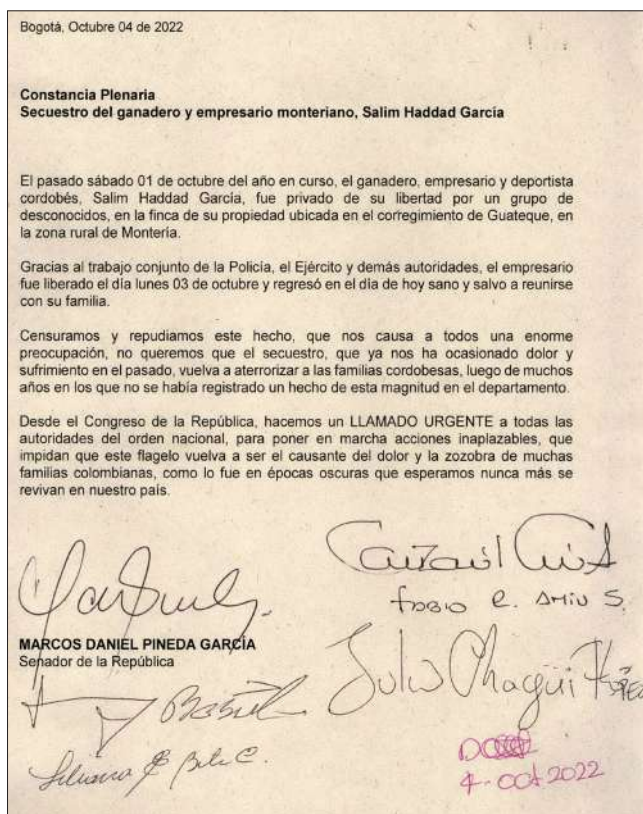 Bogotá, Octubre 04 de 2022
Constancia Plenaria
Secuestro del ganadero y empresario monteriano, Salim Haddad García
El pasado sábado 01 de octubre del año en curso, el ganadero, empresario y deportista
cordobés, Salim Haddad García, fue privado de su libertad por un grupo de
desconocidos, en la finca de su propiedad ubicada en el corregimiento de Guateque, en
la zona rural de Montería.
Gracias al trabajo conjunto de la Policía, el Ejército y demás autoridades, el empresario
fue liberado el día lunes 03 de octubre y regresó en el día de hoy sano y salvo a reunirse
con su familia.
Censuramos y repudiamos este hecho, que nos causa a todos una enorme
preocupación, no queremos que el secuestro, que ya nos ha ocasionado dolor y
sufrimiento en el pasado, vuelva a aterrorizar a las familias cordobesas, luego de muchos
años en los que no se había registrado un hecho de esta magnitud en el departamento.
Desde el Congreso de la República, hacemos un LLAMADO URGENTE a todas las
autoridades del orden nacional, para poner en marcha acciones inaplazables, que
impidan que este flagelo vuelva a ser el causante del dolor y la zozobra de muchas
familias colombianas, como lo fue en épocas oscuras que esperamos nunca más se
revivan en nuestro país.
FABIO C. AMIN S.
MARCOS DANIEL PINEDA GARCÍA
Senador de la República
Julio Chagüi
4-oct 2022